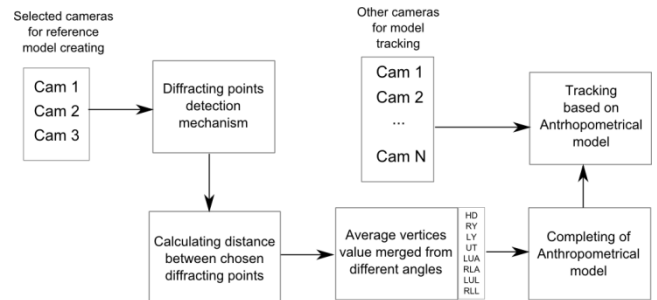 Selected cameras
for reference
model creating
Cam 1
Cam 2
Cam 3
Diffracting points
detection
mechanism
Other cameras
for model
tracking
Cam 1
Cam 2
...
Cam N
Tracking
based on
Antrhopometrical
model
Calculating distance
between chosen
diffracting points
Average vertices
value merged from
different angles
HD
RY
LY
UT
LUA
RLA
LUL
RLL
Completing of
Anthropometrical
model